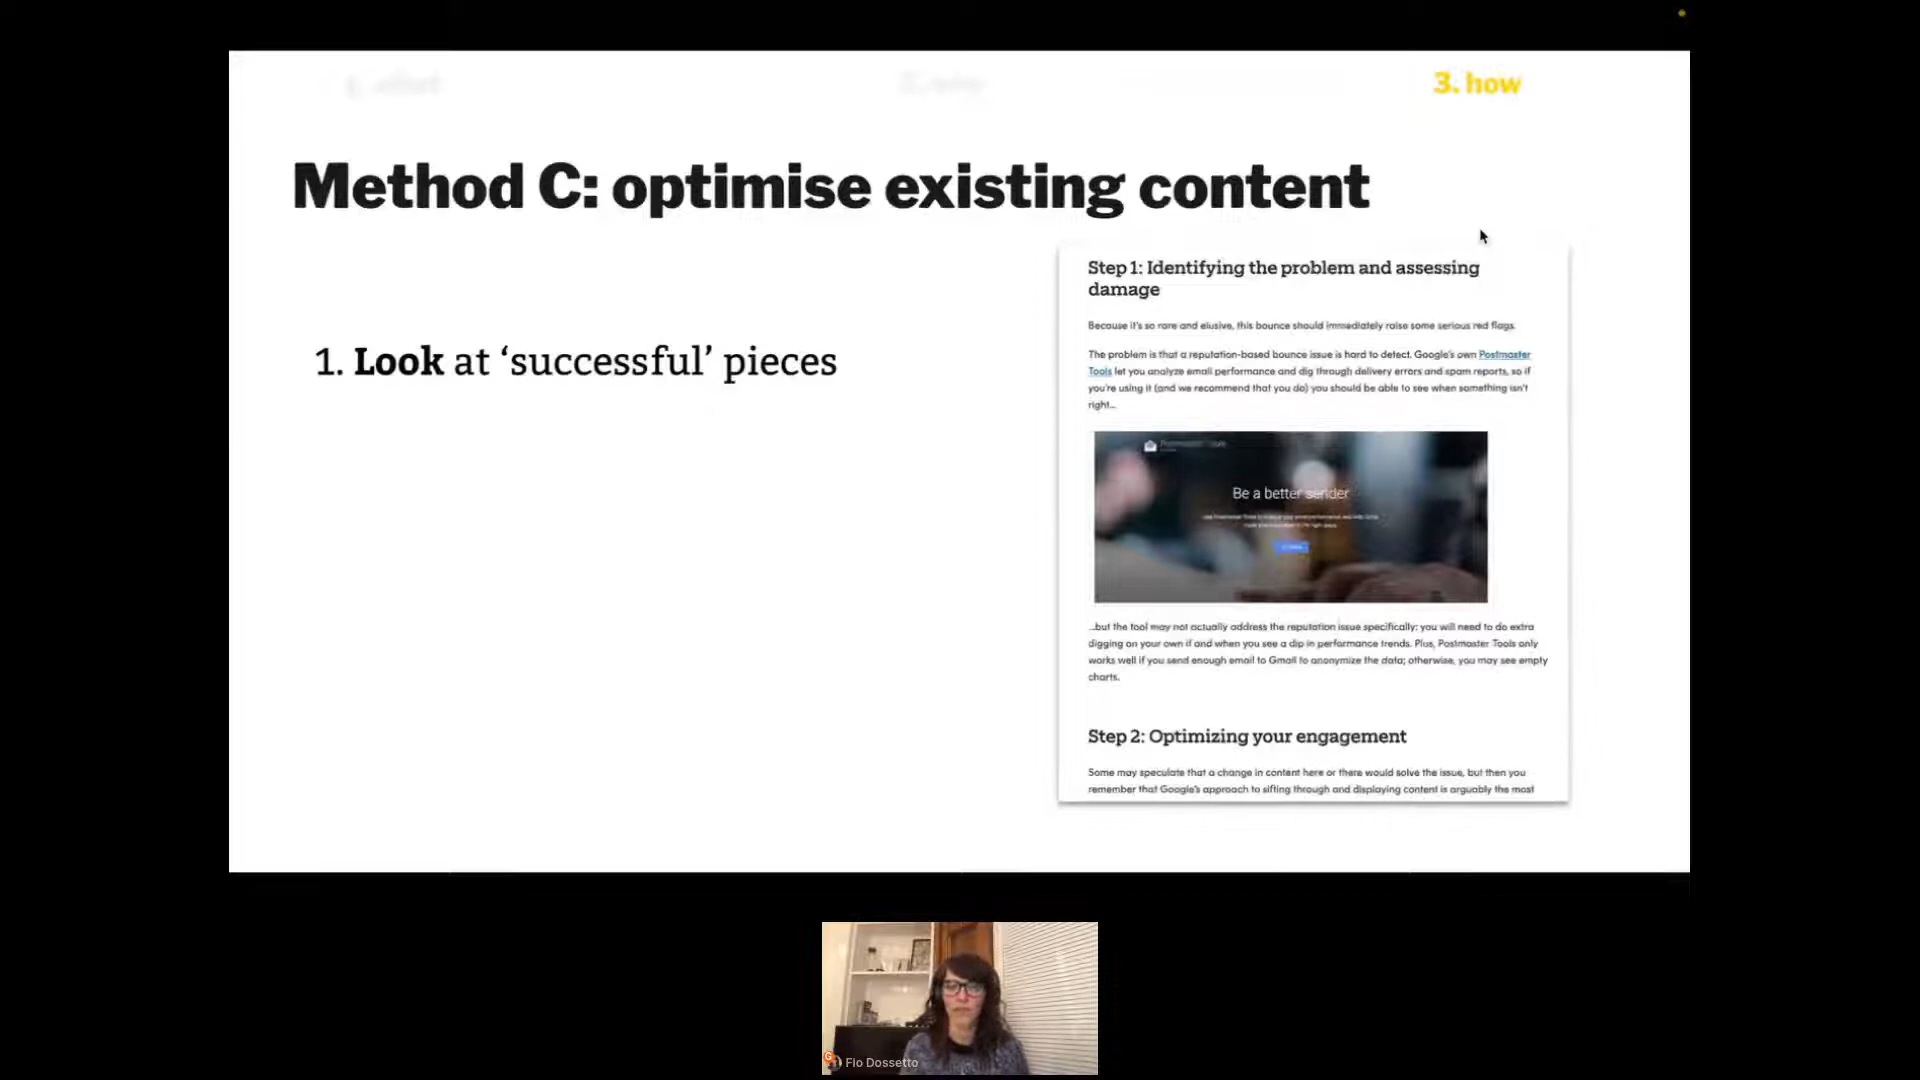 3. how
Method C: optimise existing content
1. Look at ‘successful’ pieces
Step 1: Identifying the problem and assessing
damage
Because it's so rare and elusive, this bounce should immediately raise some serious red flags.
The problem is that a reputation-based bounce issue is hard to detect. Google's own Postmaster
Tools let you analyze email performance and dig through delivery errors and spam reports, so if
you're using it (and we recommend that you do) you should be able to see when something isn't
right...
Be a better sender
...but the tool may not actually address the reputation issue specifically: you will need to do extra
digging on your own if and when you see a dip in performance trends. Plus, Postmaster Tools only
works well if you send enough email to Gmail to anonymize the data; otherwise, you may see empty
charts.
Step 2: Optimizing your engagement
Some may speculate that a change in content here or there would solve the issue, but then you
remember that Google's approach to sifting through and displaying content is arguably the most
Flo Dossetto